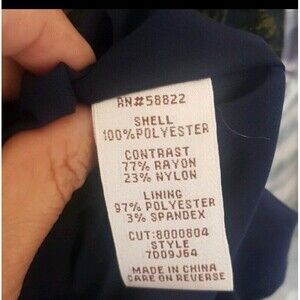 RN#58822
SHELL
100%POLYESTER
CONTRAST
77% RAYON
23% NYLON
LINING
97% POLYESTER
3% SPANDEX
CUT:8000804
STYLE
7009J64
MADE IN CHINA
CARE ON REVERSE